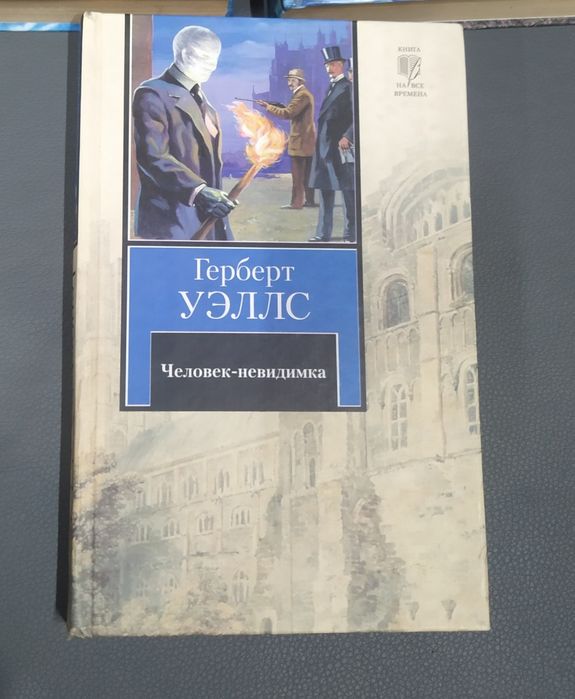 КНИГА
НА ВСЕ
ВРЕМЕНА
Герберт
УЭЛЛС
Человек-невидимка